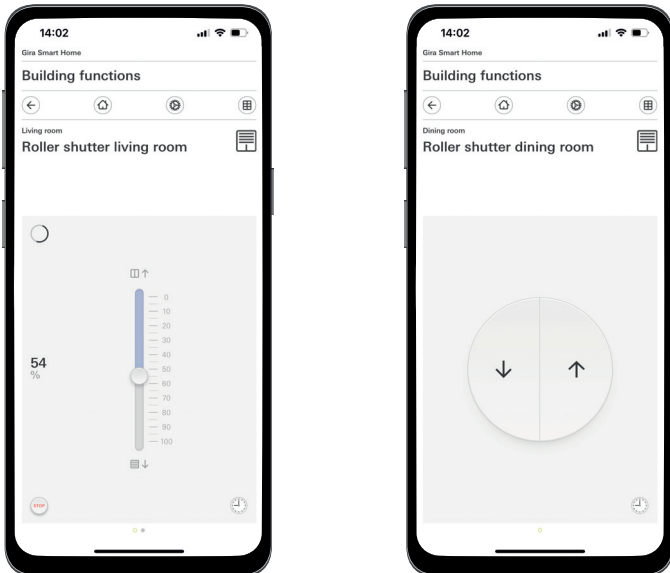 14:02
Gira Smart Home
Building functions
Living room
Roller shutter living room
0
10
20
30
40
50
60
70
80
90
100
54
%
STOP
14:02
Gira Smart Home
Building functions
Dining room
Roller shutter dining room